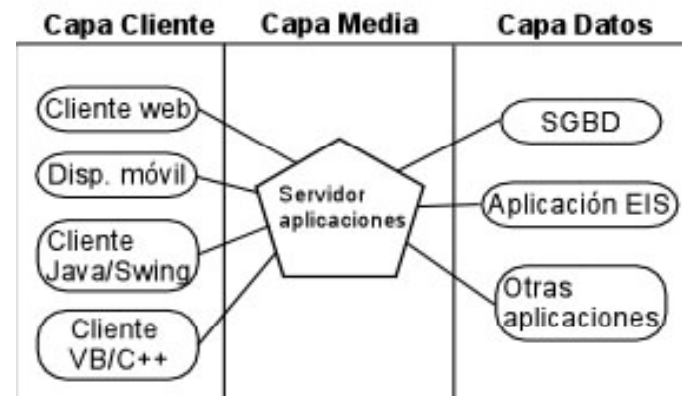 Capa Cliente
Capa Media
Capa Datos
Cliente web
Disp. móvil
Cliente
Java/Swing
Cliente
VB/C++
Servidor
aplicaciones
SGBD
Aplicación EIS
Otras
aplicaciones